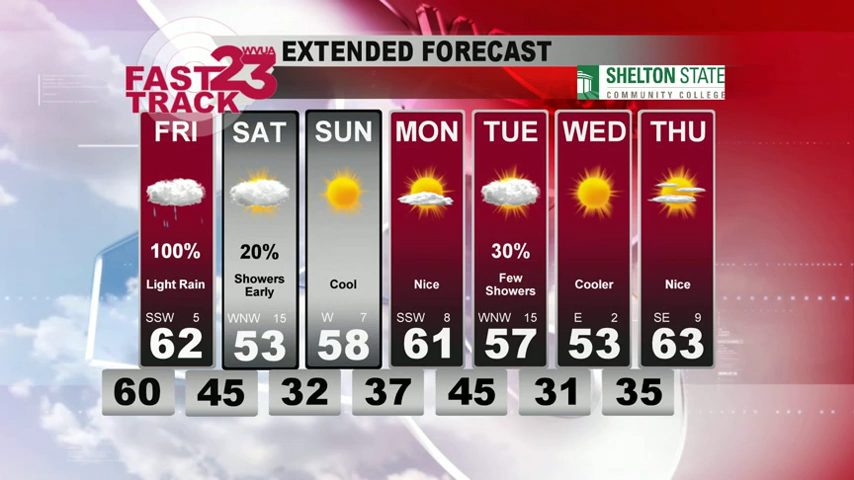 WVUA
23
FAST
TRACK
EXTENDED FORECAST
SHELTON STATE
COMMUNITY COLLEGE
FRI
100%
Light Rain
SSW 5
62
SAT
20%
Showers
Early
WNW 15
53
SUN
Cool
W 7
58
MON
Nice
SSW 8
61
TUE
30%
Few
Showers
WNW 15
57
WED
Cooler
E 2
53
THU
Nice
SE 9
63
60 45 32 37 45 31 35